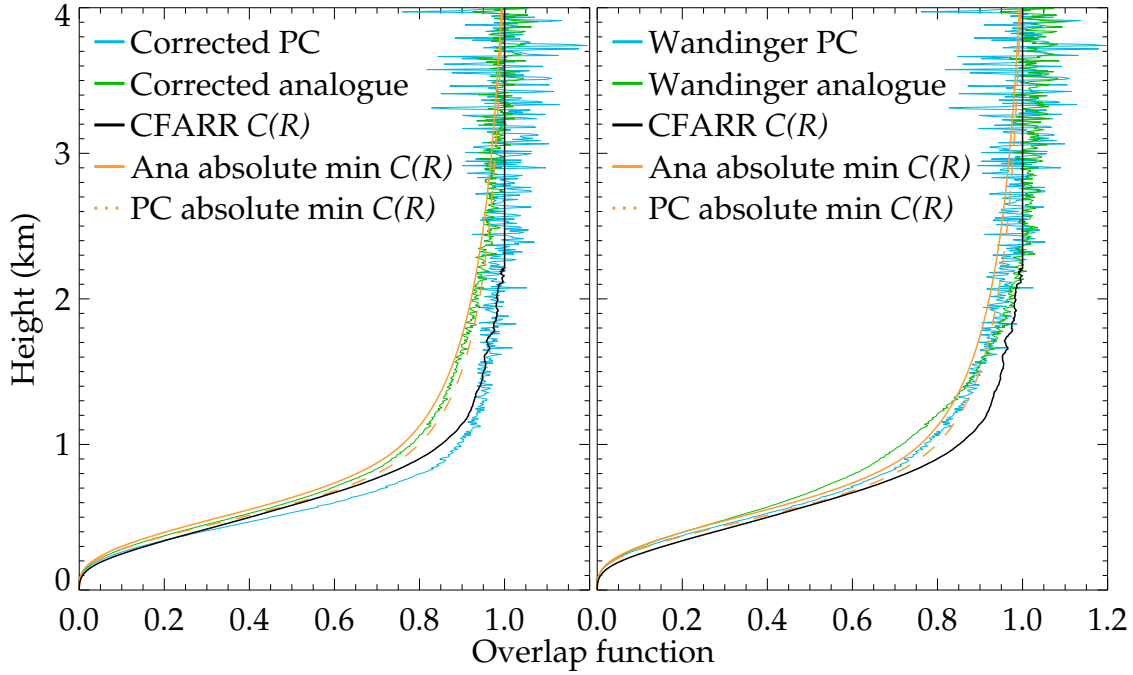 4
3
2
1
0
Height (km)
Corrected PC
Corrected analogue
CFARR C(R)
Ana absolute min C(R)
PC absolute min C(R)
0.0 0.2 0.4 0.6 0.8 1.0
Wandinger PC
Wandinger analogue
CFARR C(R)
Ana absolute min C(R)
PC absolute min C(R)
0.0 0.2 0.4 0.6 0.8 1.0 1.2
Overlap function